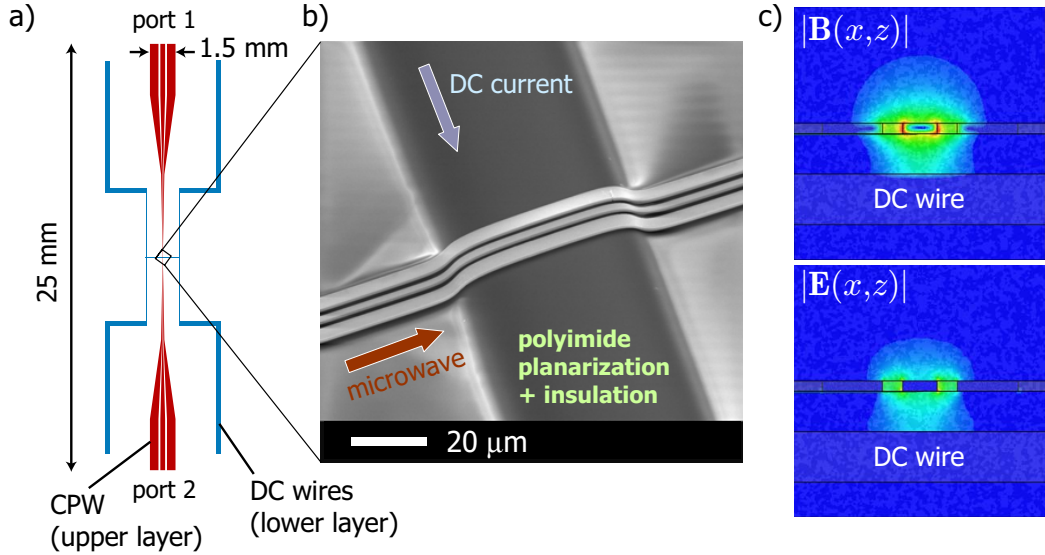 a)
port 1
1.5 mm
25 mm
CPW
(upper layer)
port 2
DC wires
(lower layer)
b)
DC current
microwave
polyimide
planarization
+ insulation
20 μm
c)
|B(x,z)|
DC wire
|E(x,z)|
DC wire